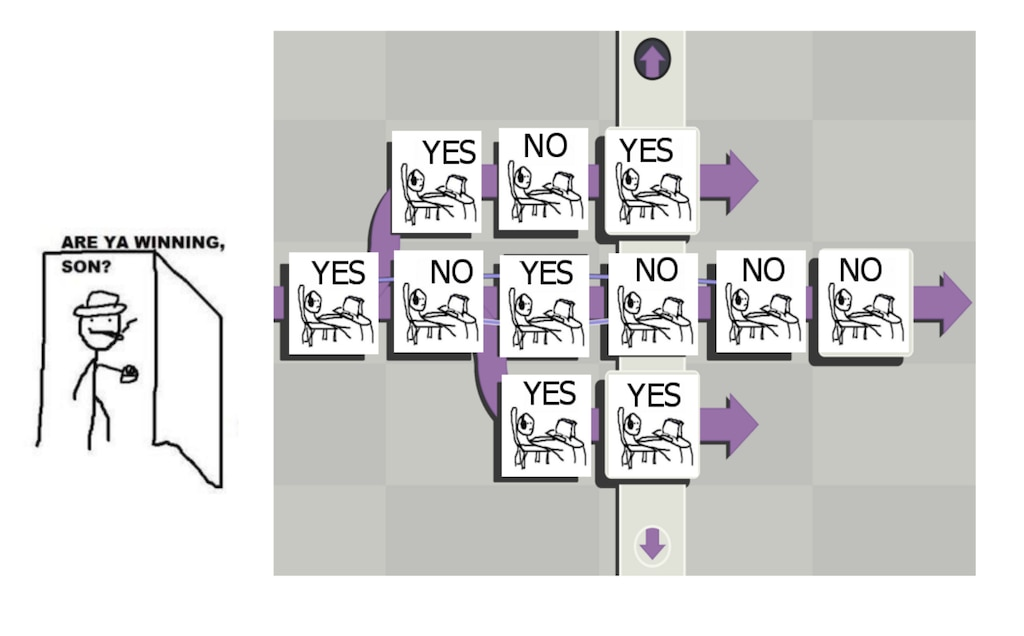 ARE YA WINNING,
SON?
YES NO YES
YES NO YES NO NO NO
YES YES